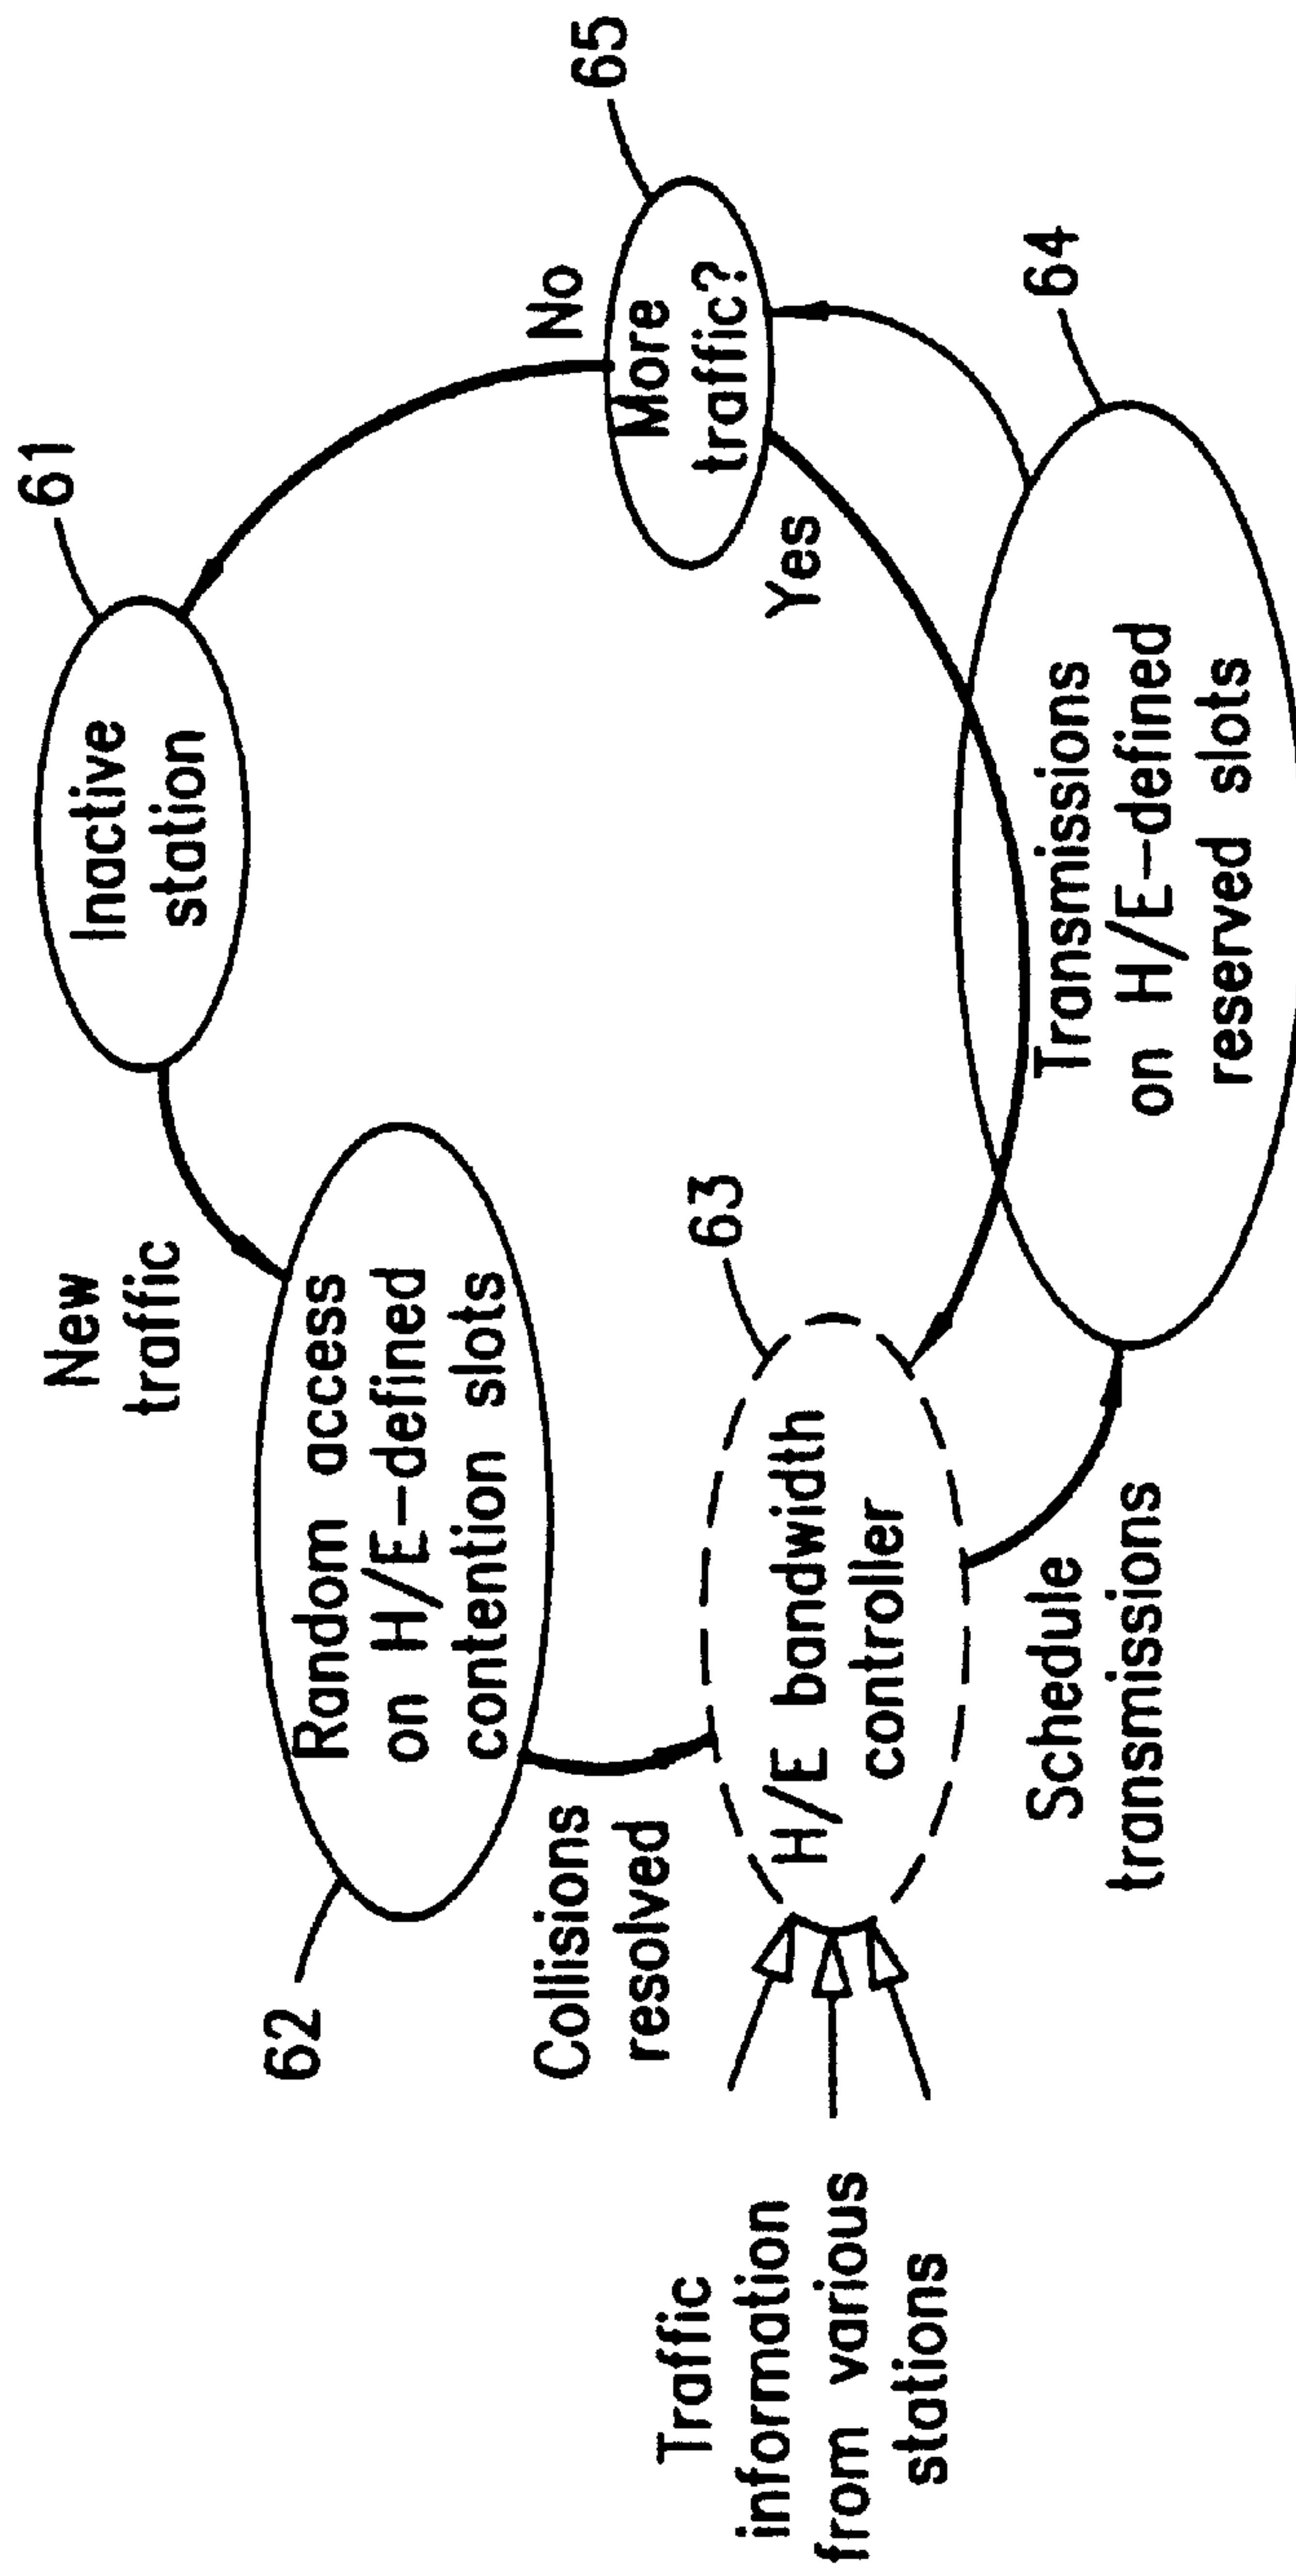 61
Inactive
station
New
traffic
62
Random access
on H/E-defined
contention slots
No
65
More
traffic?
Yes
Collisions
resolved
63
H/E bandwidth
controller
Traffic
information
from various
stations
Schedule
transmissions
64
Transmissions
on H/E-defined
reserved slots